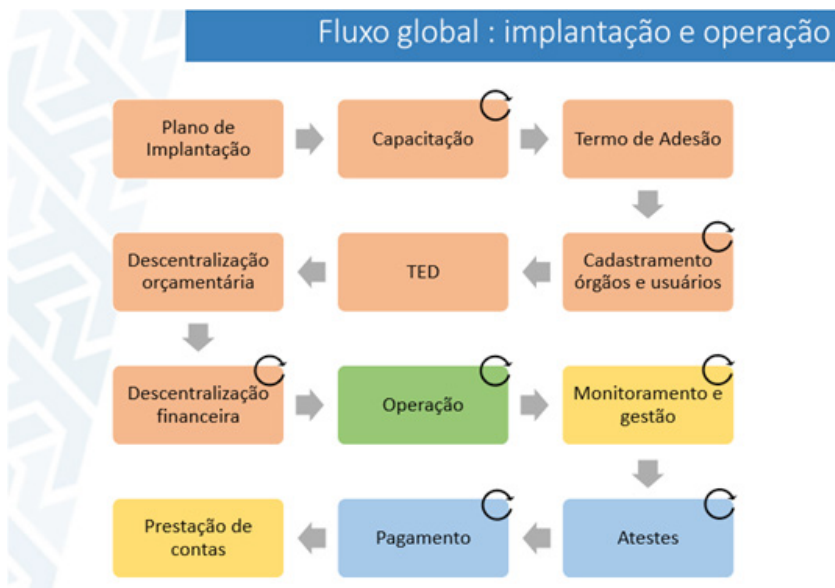 Fluxo global : implantação e operação
Plano de
Implantação
Capacitação
Termo de Adesão
Cadastramento
órgãos e usuários
TED
Descentralização
orçamentária
Descentralização
financeira
Operação
Monitoramento e
gestão
Atestes
Pagamento
Prestação de
contas